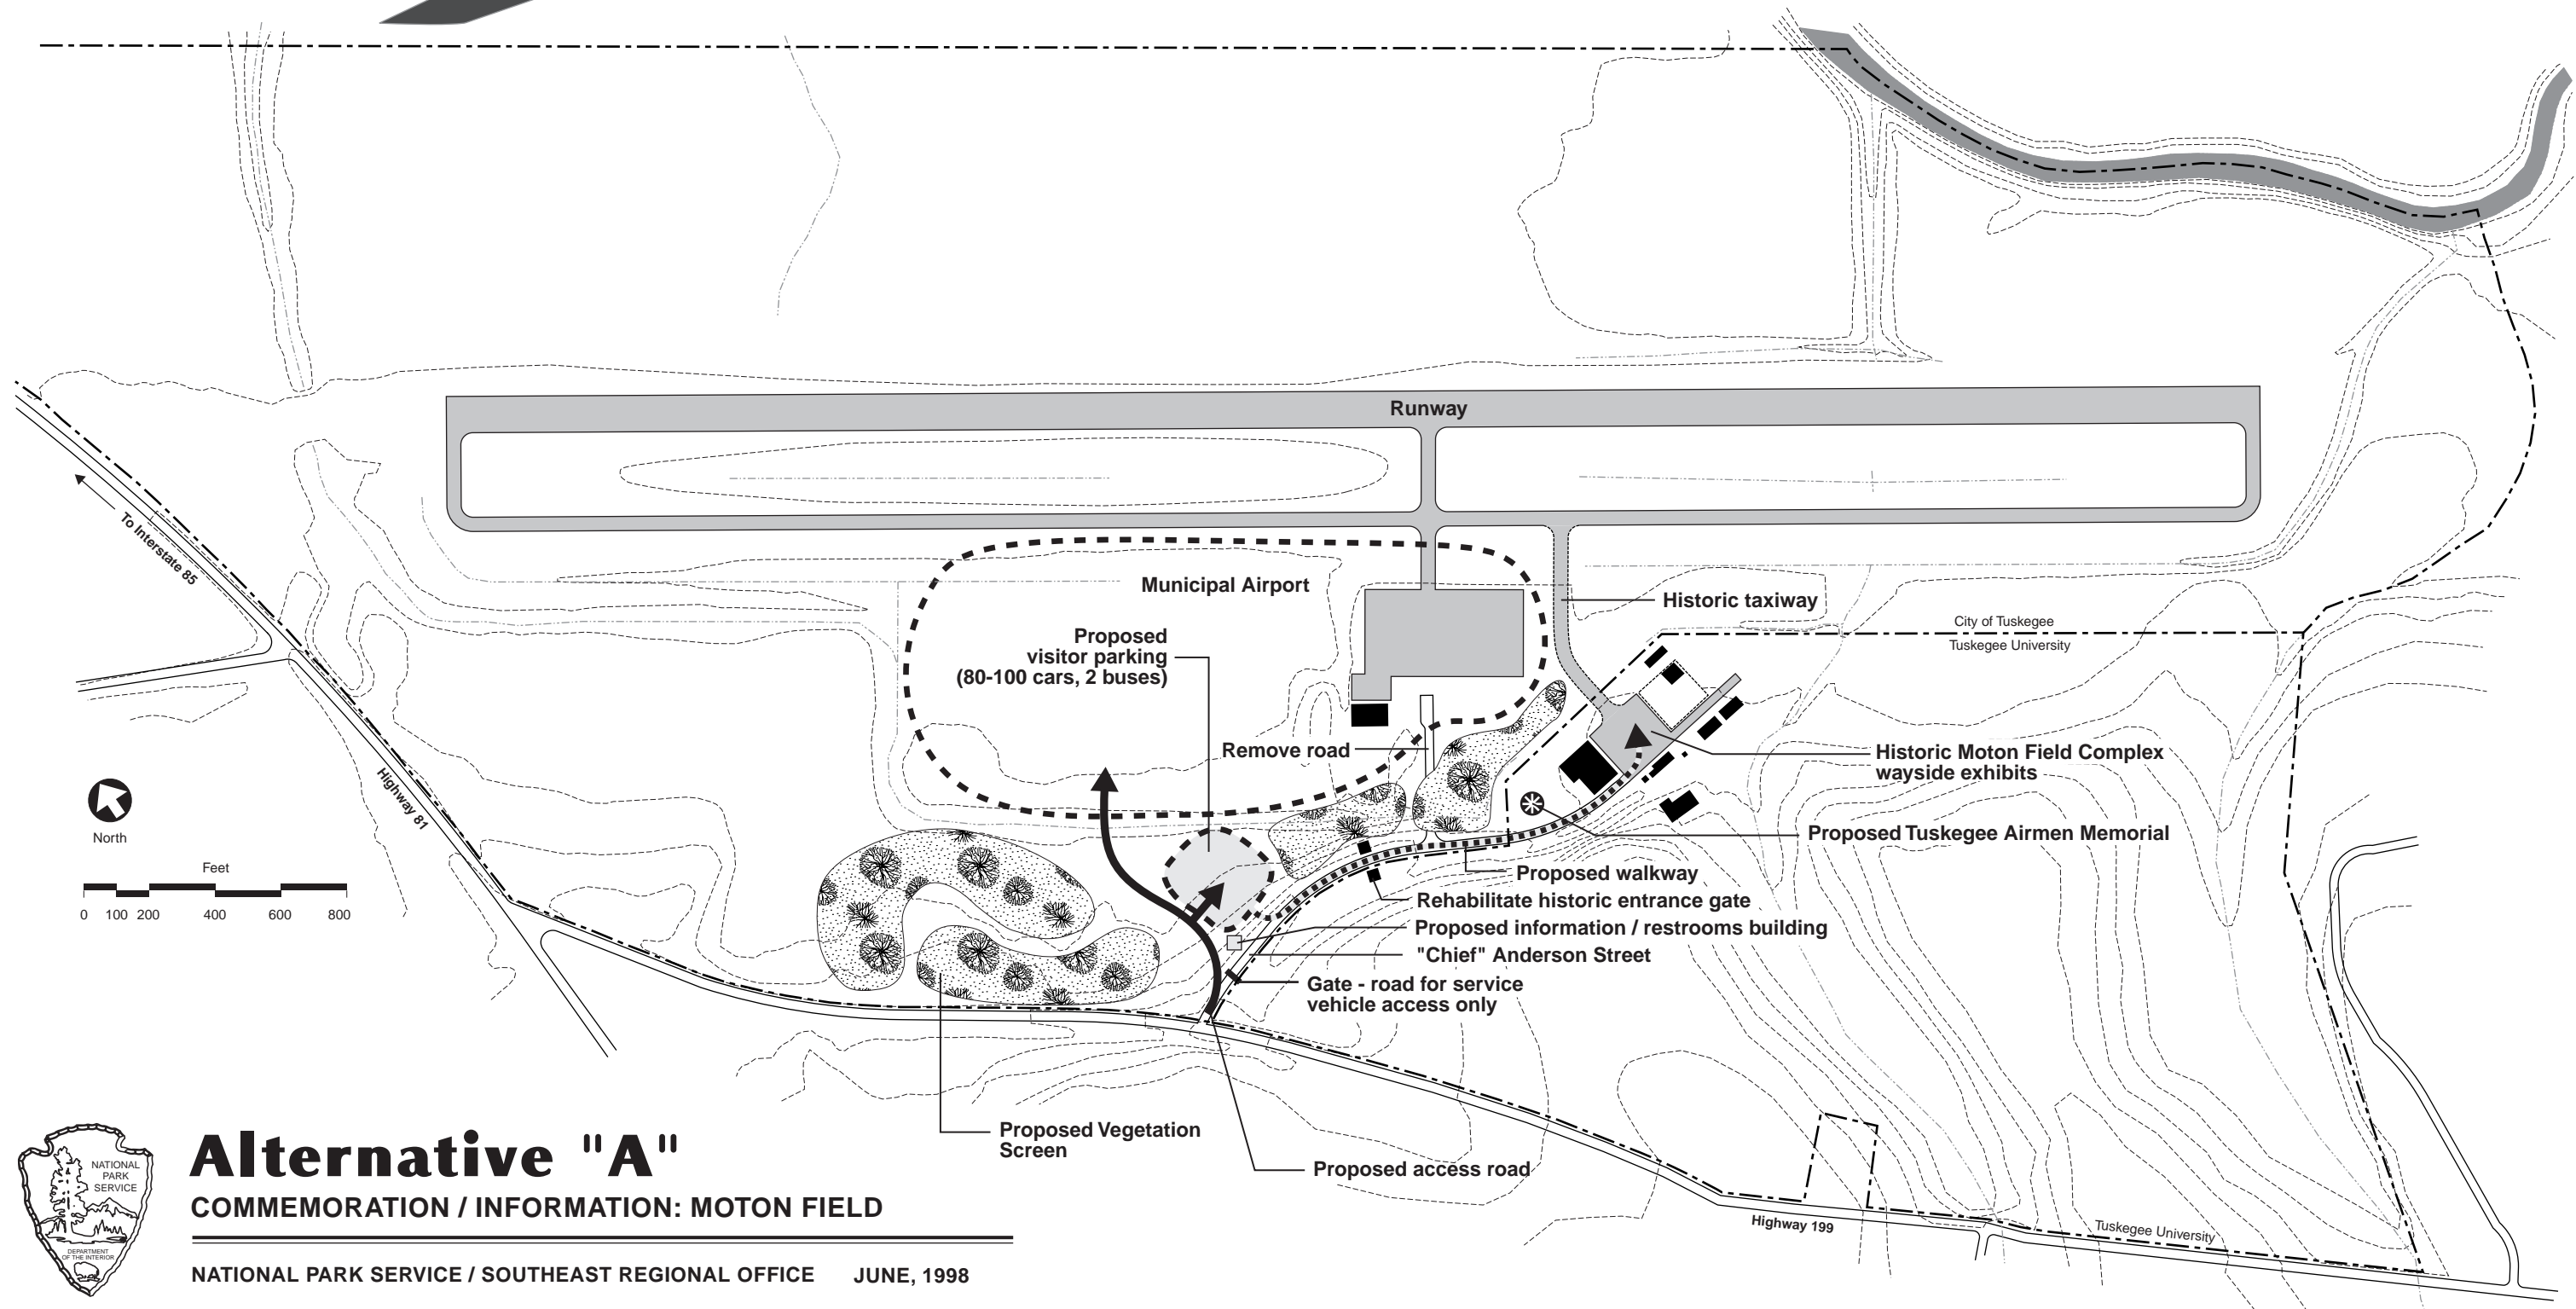 Runway
To Interstate 85
Municipal Airport
Historic taxiway
City of Tuskegee
Tuskegee University
Proposed
visitor parking
(80-100 cars, 2 buses)
Remove road
Historic Moton Field Complex
wayside exhibits
Highway 81
North
Proposed Tuskegee Airmen Memorial
Feet
0 100 200 400 600 800
Proposed walkway
Rehabilitate historic entrance gate
Proposed information / restrooms building
"Chief" Anderson Street
Gate - road for service
vehicle access only
Proposed Vegetation
Screen
Proposed access road
Highway 199
Tuskegee University
NATIONAL
PARK
SERVICE
DEPARTMENT
OF THE INTERIOR
Alternative "A"
COMMEMORATION / INFORMATION: MOTON FIELD
NATIONAL PARK SERVICE / SOUTHEAST REGIONAL OFFICE JUNE, 1998